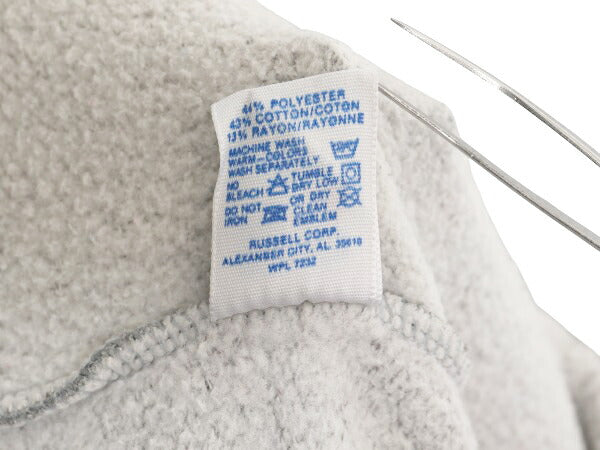 44% POLYESTER
43% COTTON/COTON
13% RAYON/RAYONNE
MACHINE WASH
WARM-COLORS
WASH SEPARATELY
NO BLEACH
TUMBLE DRY LOW
DO NOT IRON
OR DRY CLEAN EMBLEM
RUSSELL CORP.
ALEXANDER CITY, AL. 35010
WPL 7232